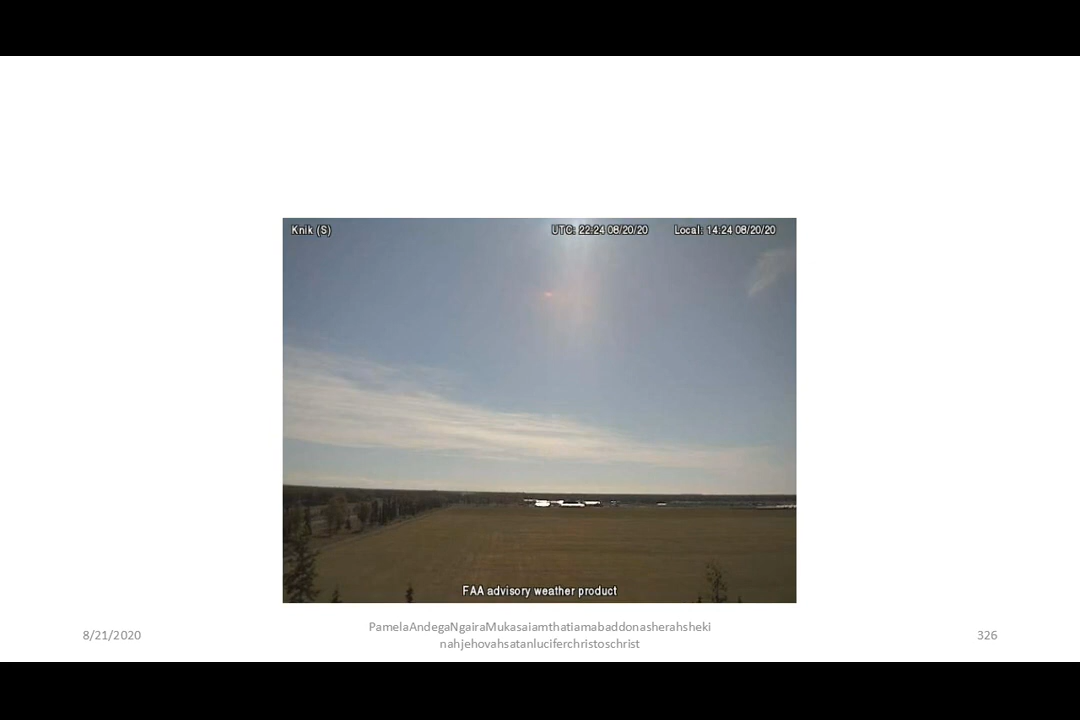 Knik (S) UTC: 22:24 08/20/20 Local: 14:24 08/20/20
FAA advisory weather product
8/21/2020
PamelaAndegaNgairaMukasaiamthatiamabaddonasherahsheki
nahjehovahsatanluciferchristoschrist
326